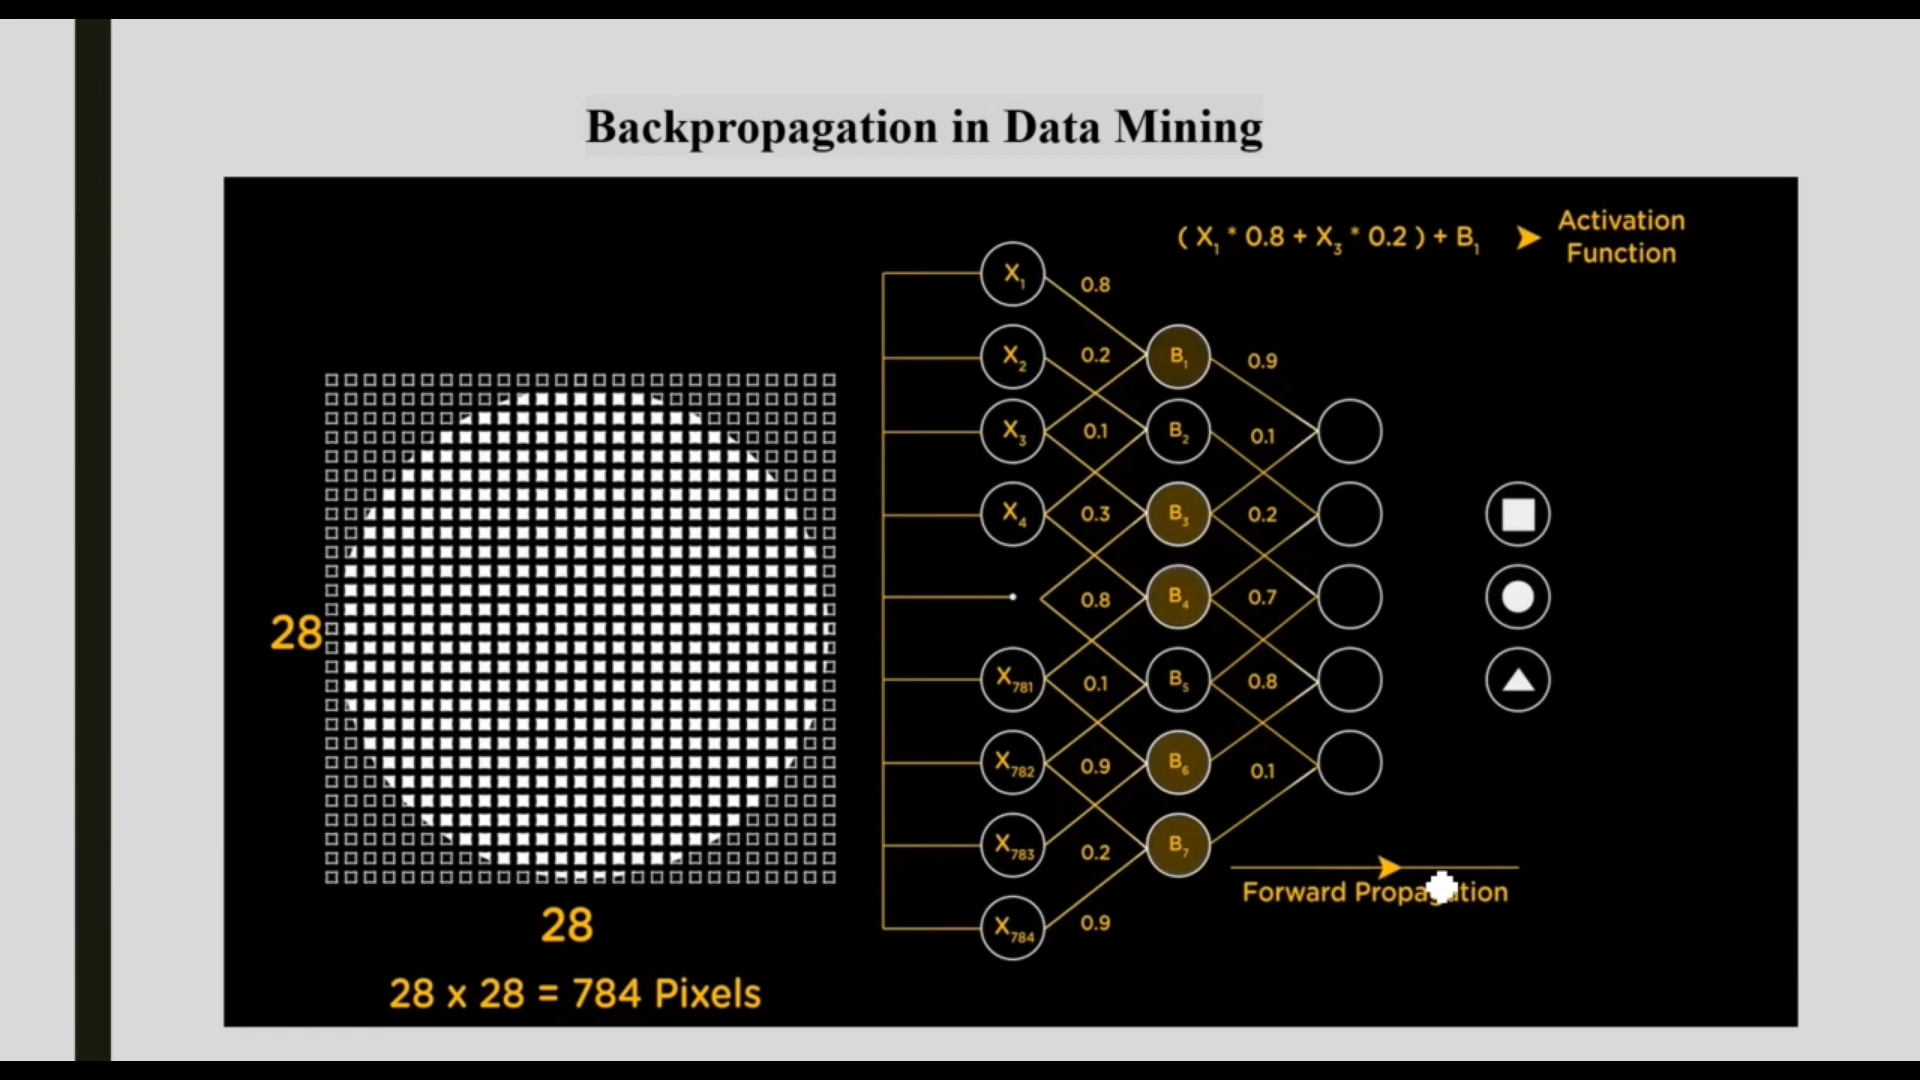 Backpropagation in Data Mining
( X1 * 0.8 + X3 * 0.2 ) + B1
Activation
Function
X1
0.8
X2
0.2
B1
0.9
X3
0.1
B2
0.1
X4
0.3
B3
0.2
0.8
B4
0.7
X781
0.1
B5
0.8
X782
0.9
B6
0.1
X783
0.2
B7
X784
0.9
Forward Propagation
28
28
28 x 28 = 784 Pixels